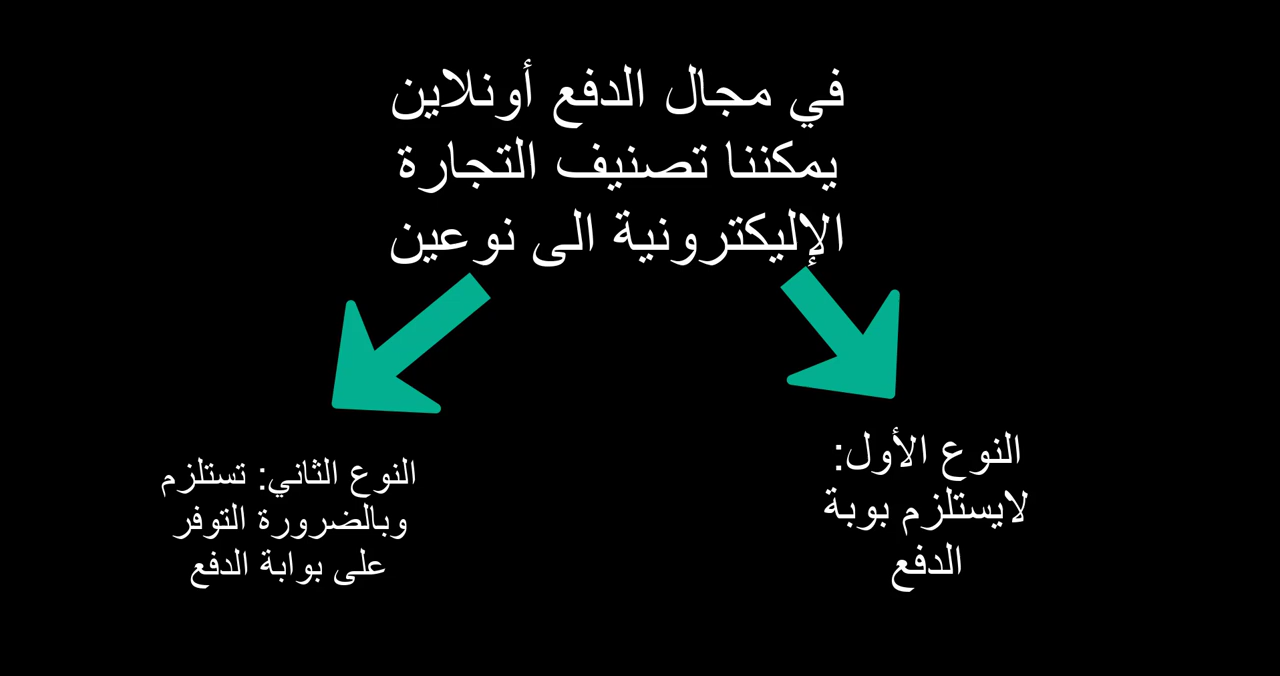 في مجال الدفع أونلاين
يمكننا تصنيف التجارة
الإليكترونية الى نوعين
النوع الأول:
لايستلزم بوبة
الدفع
النوع الثاني: تستلزم
وبالضرورة التوفر
على بوابة الدفع